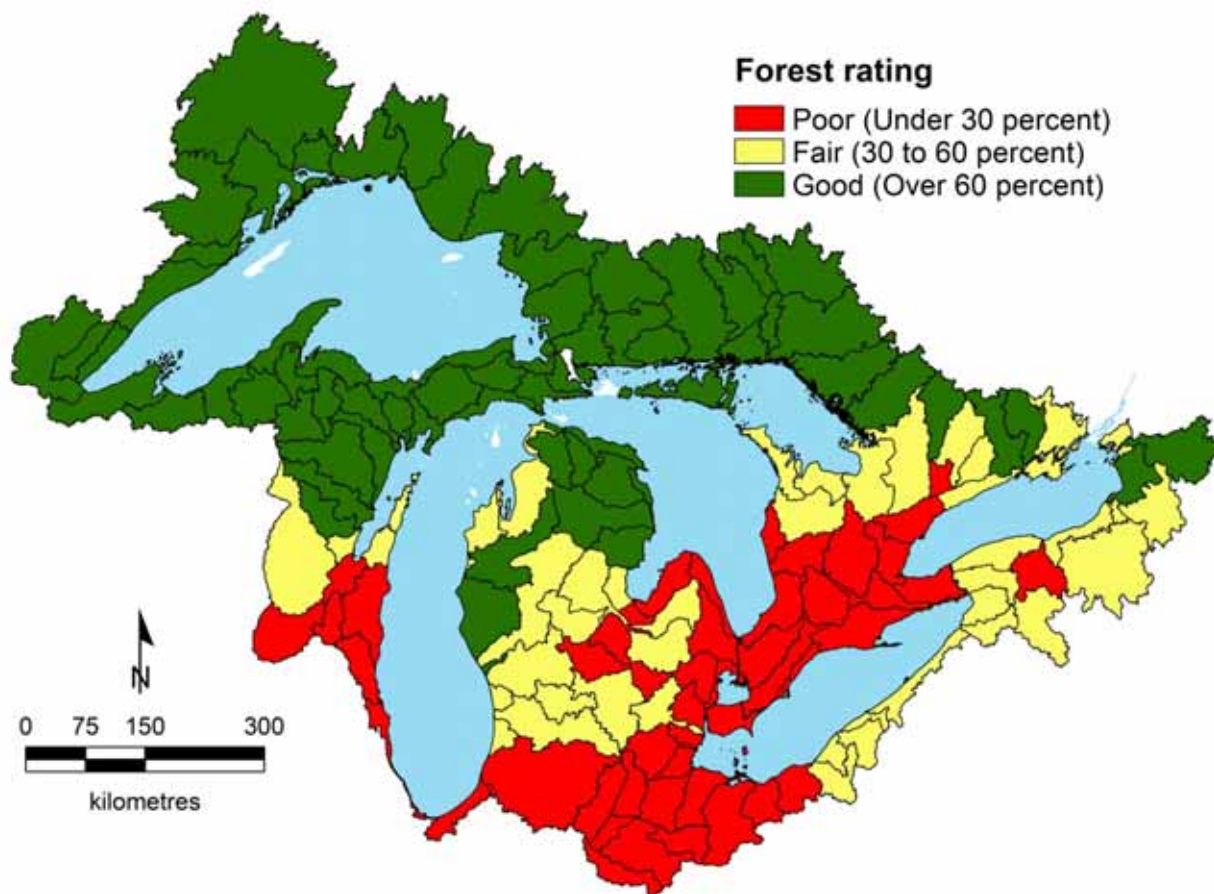 Forest rating
Poor (Under 30 percent)
Fair (30 to 60 percent)
Good (Over 60 percent)
N
0 75 150 300
kilometres